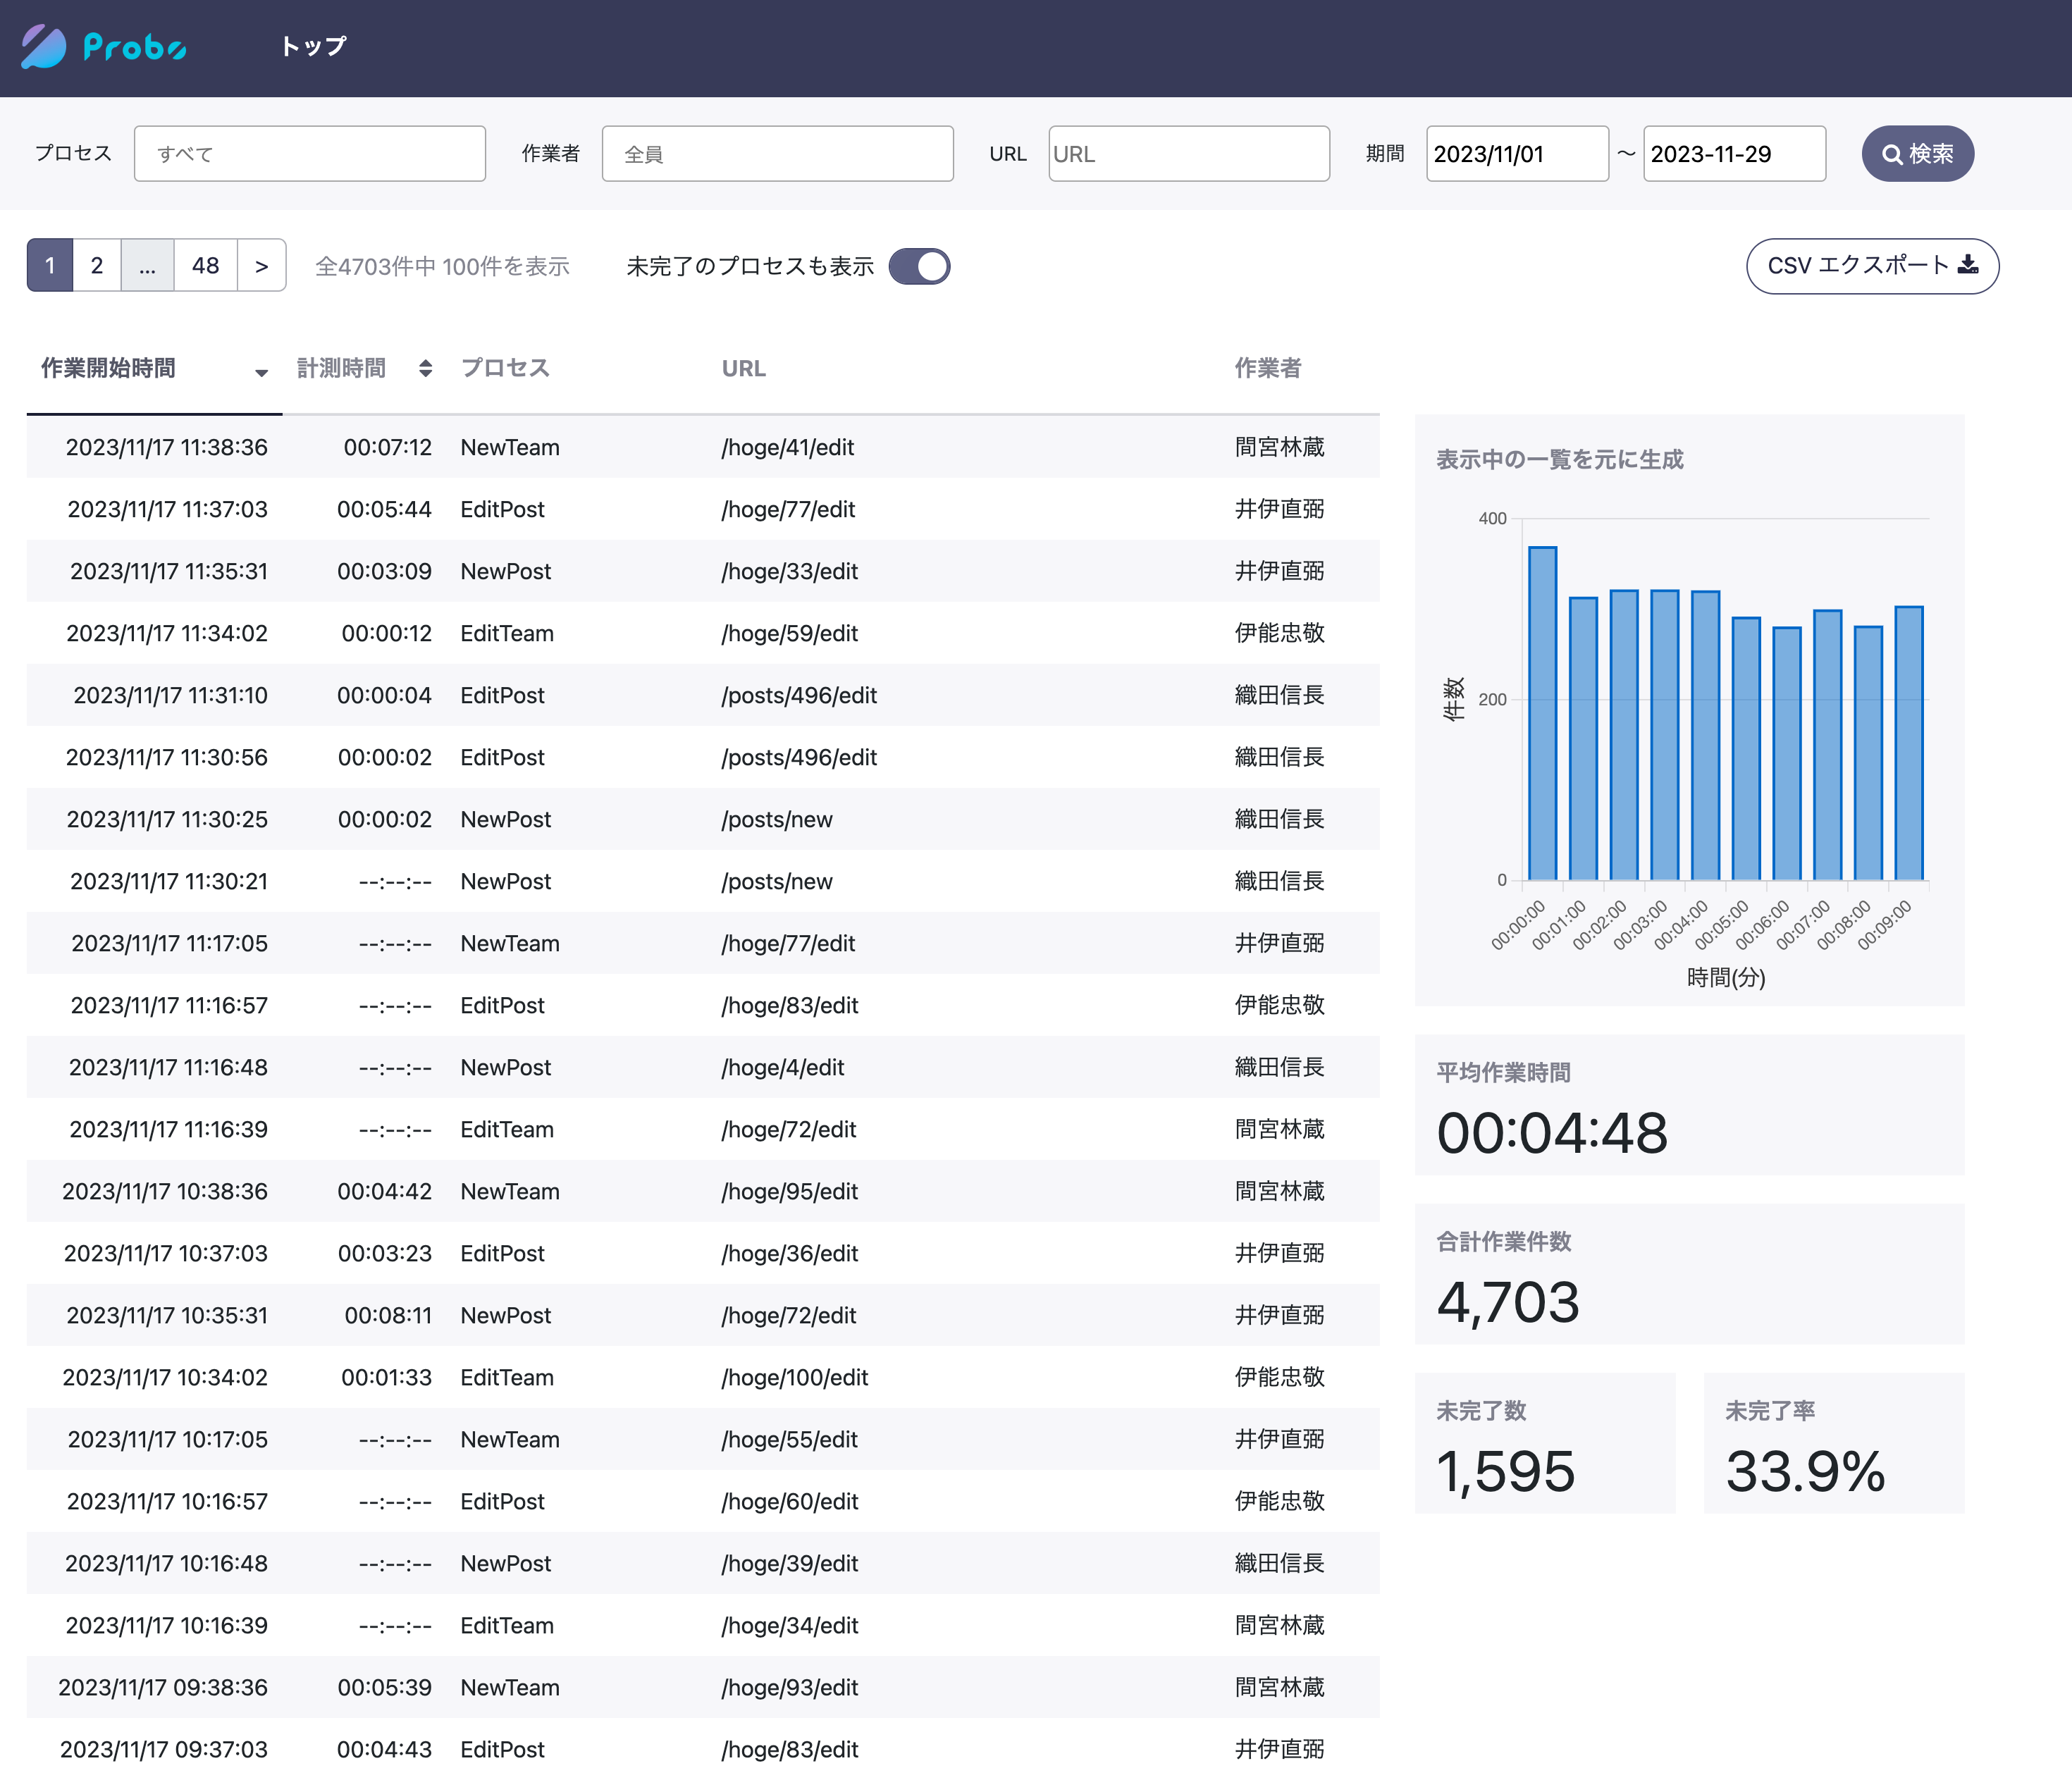 Probe トップ
プロセス すべて 作業者 全員 URL URL 期間 2023/11/01 ～ 2023-11-29 検索
1 2 ... 48 > 全4703件中 100件を表示 未完了のプロセスも表示 CSV エクスポート
作業開始時間 計測時間 プロセス URL 作業者
2023/11/17 11:38:36 00:07:12 NewTeam /hoge/41/edit 間宮林蔵
2023/11/17 11:37:03 00:05:44 EditPost /hoge/77/edit 井伊直弼
2023/11/17 11:35:31 00:03:09 NewPost /hoge/33/edit 井伊直弼
2023/11/17 11:34:02 00:00:12 EditTeam /hoge/59/edit 伊能忠敬
2023/11/17 11:31:10 00:00:04 EditPost /posts/496/edit 織田信長
2023/11/17 11:30:56 00:00:02 EditPost /posts/496/edit 織田信長
2023/11/17 11:30:25 00:00:02 NewPost /posts/new 織田信長
2023/11/17 11:30:21 --:--:-- NewPost /posts/new 織田信長
2023/11/17 11:17:05 --:--:-- NewTeam /hoge/77/edit 井伊直弼
2023/11/17 11:16:57 --:--:-- EditPost /hoge/83/edit 伊能忠敬
2023/11/17 11:16:48 --:--:-- NewPost /hoge/4/edit 織田信長
2023/11/17 11:16:39 --:--:-- EditTeam /hoge/72/edit 間宮林蔵
2023/11/17 10:38:36 00:04:42 NewTeam /hoge/95/edit 間宮林蔵
2023/11/17 10:37:03 00:03:23 EditPost /hoge/36/edit 井伊直弼
2023/11/17 10:35:31 00:08:11 NewPost /hoge/72/edit 井伊直弼
2023/11/17 10:34:02 00:01:33 EditTeam /hoge/100/edit 伊能忠敬
2023/11/17 10:17:05 --:--:-- NewTeam /hoge/55/edit 井伊直弼
2023/11/17 10:16:57 --:--:-- EditPost /hoge/60/edit 伊能忠敬
2023/11/17 10:16:48 --:--:-- NewPost /hoge/39/edit 織田信長
2023/11/17 10:16:39 --:--:-- EditTeam /hoge/34/edit 間宮林蔵
2023/11/17 09:38:36 00:05:39 NewTeam /hoge/93/edit 間宮林蔵
2023/11/17 09:37:03 00:04:43 EditPost /hoge/83/edit 井伊直弼
表示中の一覧を元に生成
400
件数
200
0
00:00:00 00:01:00 00:02:00 00:03:00 00:04:00 00:05:00 00:06:00 00:07:00 00:08:00 00:09:00
時間(分)
平均作業時間
00:04:48
合計作業件数
4,703
未完了数 未完了率
1,595 33.9%